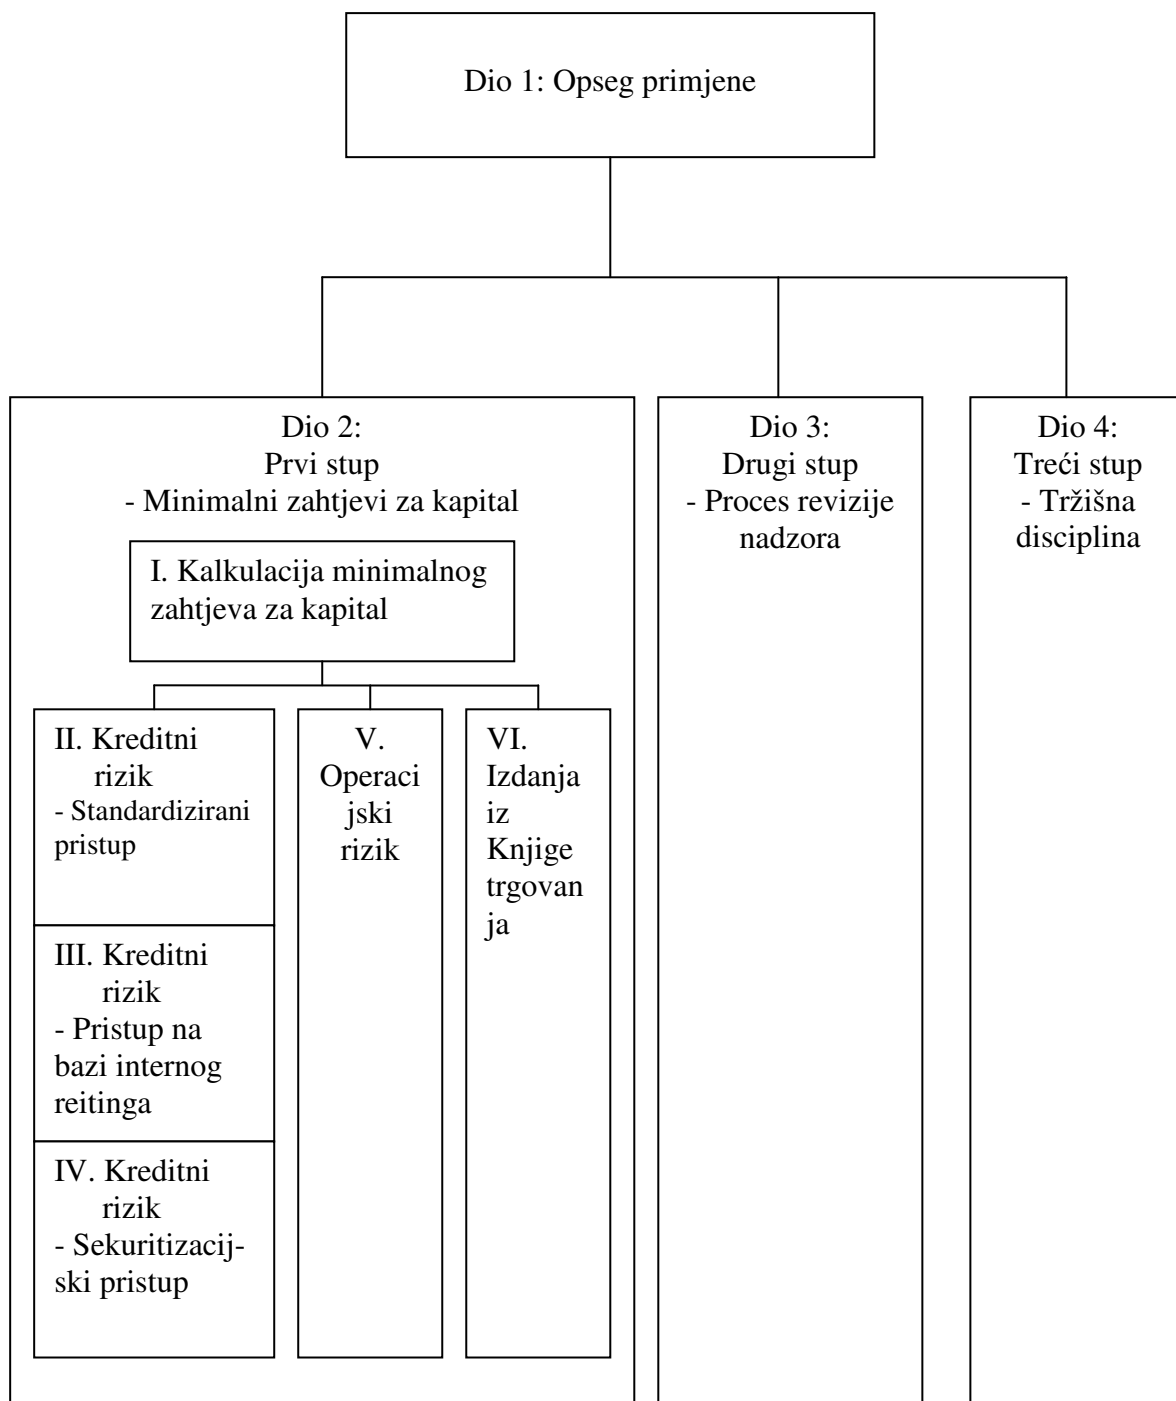 Dio 1: Opseg primjene
Dio 2:
Prvi stup
- Minimalni zahtjevi za kapital
I. Kalkulacija minimalnog
zahtjeva za kapital
II. Kreditni
rizik
- Standardizirani
pristup
III. Kreditni
rizik
- Pristup na
bazi internog
reitinga
IV. Kreditni
rizik
- Sekuritizacij-
ski pristup
V.
Operaci
jski
rizik
VI.
Izdanja
iz
Knjige
trgovan
ja
Dio 3:
Drugi stup
- Proces revizije
nadzora
Dio 4:
Treći stup
- Tržišna
disciplina